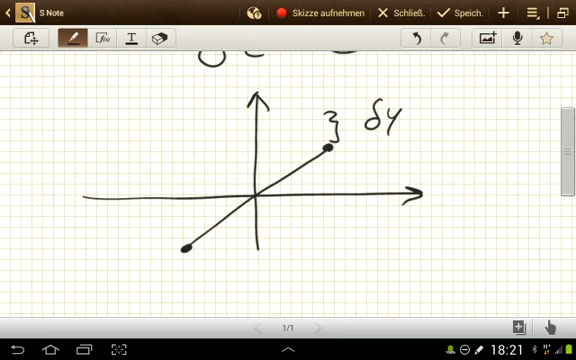 S Note
Skizze aufnehmen
Schließ.
Speich.
f(x)
T
} δy
1/1
18:21